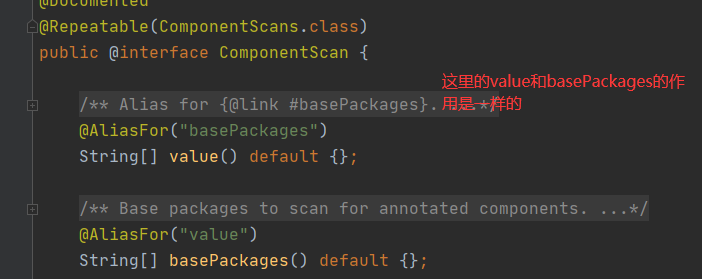 @Documented
@Repeatable(ComponentScans.class)
public @interface ComponentScan {
这里的value和basePackages的作
/** Alias for {@link #basePackages}. ...*/
用是一样的
@AliasFor("basePackages")
String[] value() default {};
/** Base packages to scan for annotated components. ...*/
@AliasFor("value")
String[] basePackages() default {};